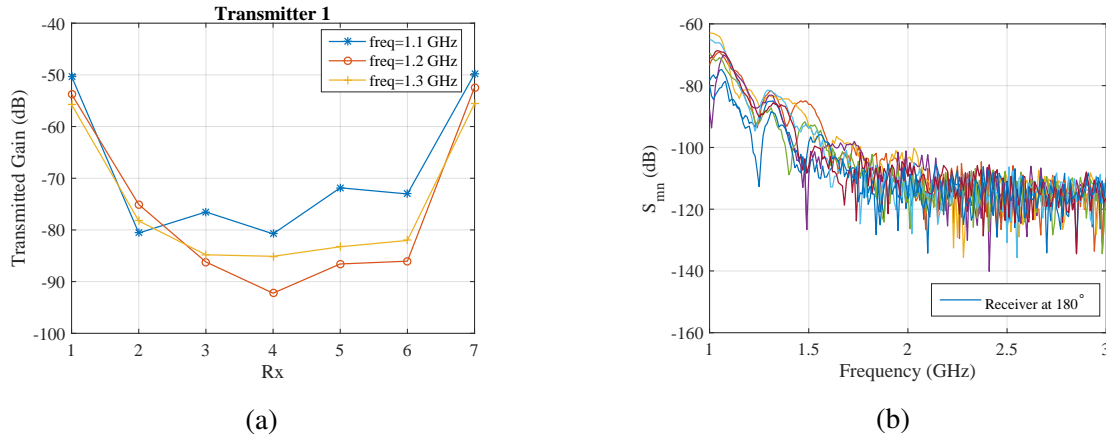 Transmitter 1
freq=1.1 GHz
freq=1.2 GHz
freq=1.3 GHz
Transmitted Gain (dB)
-40
-50
-60
-70
-80
-90
-100
1 2 3 4 5 6 7
Rx
(a)
S_mn (dB)
-60
-80
-100
-120
-140
-160
Receiver at 180°
1 1.5 2 2.5 3
Frequency (GHz)
(b)